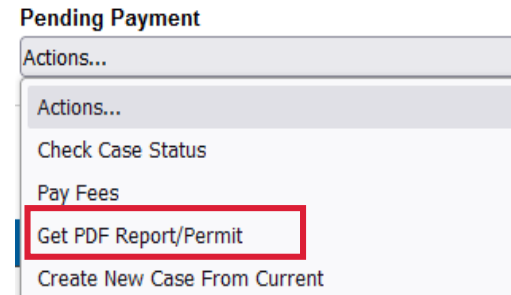 Pending Payment
Actions...
Actions...
Check Case Status
Pay Fees
Get PDF Report/Permit
Create New Case From Current